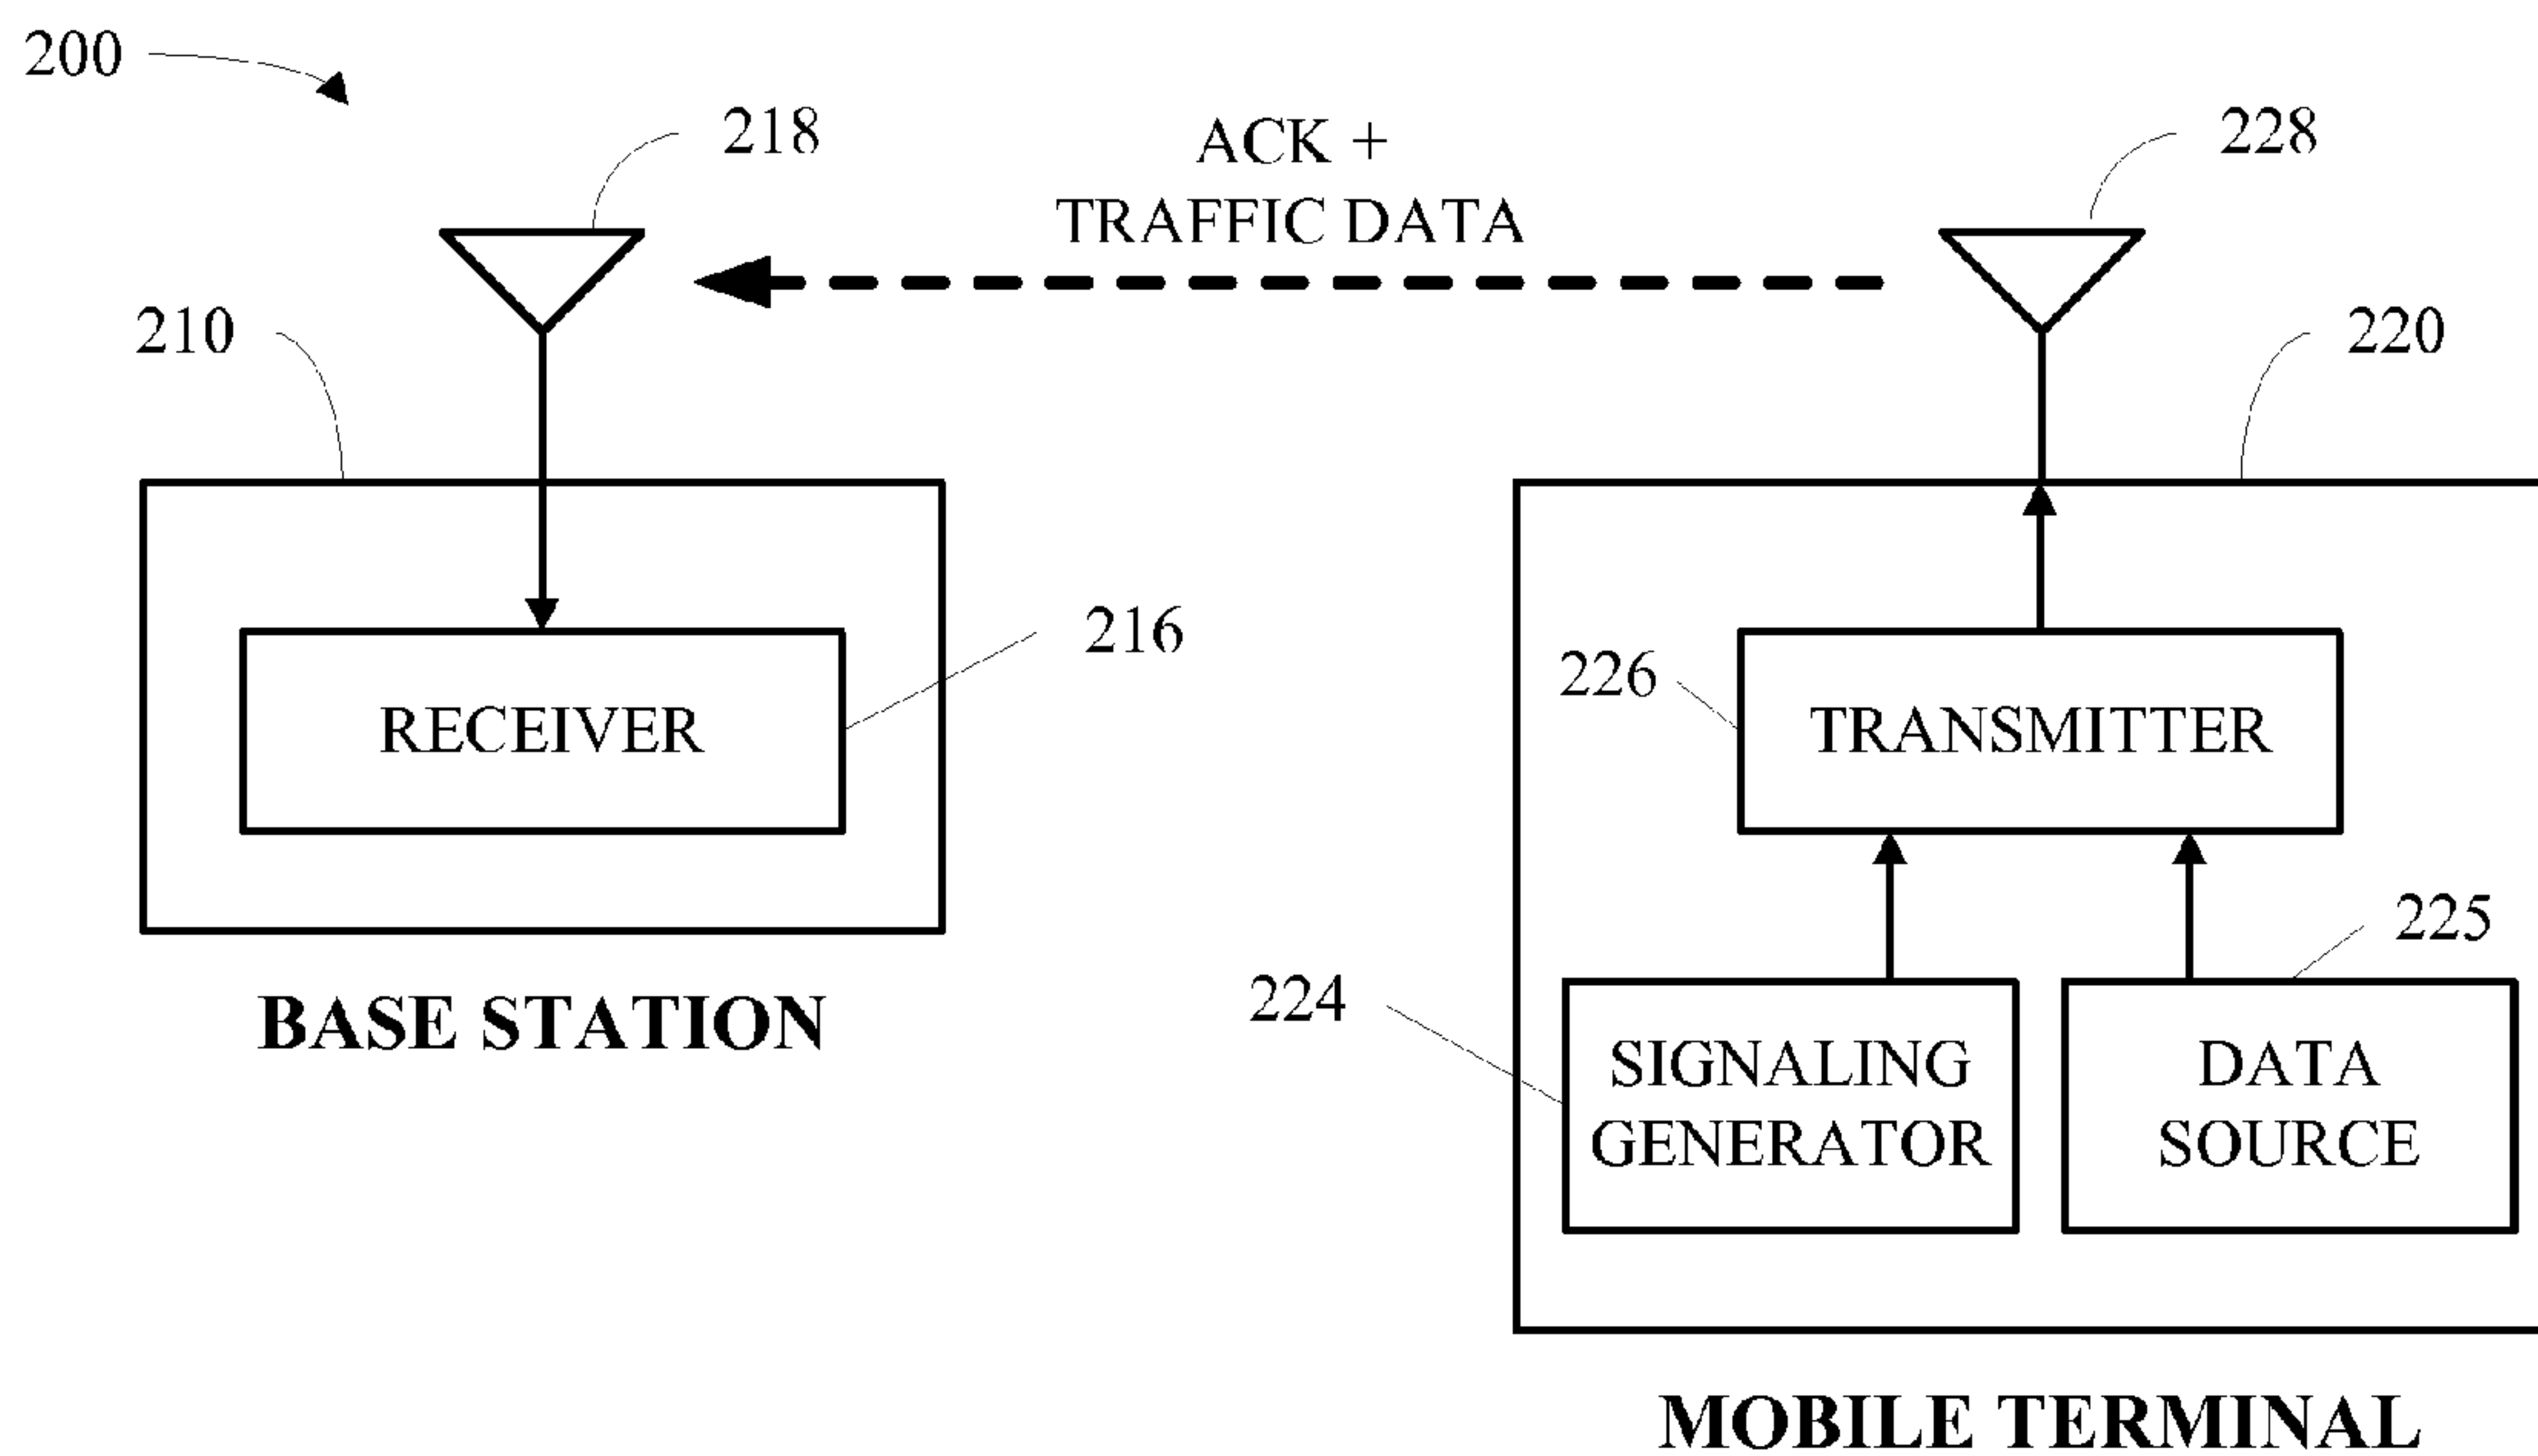 200
218
ACK +
TRAFFIC DATA
228
210
220
216
226
RECEIVER
TRANSMITTER
225
224
BASE STATION
SIGNALING
GENERATOR
DATA
SOURCE
MOBILE TERMINAL